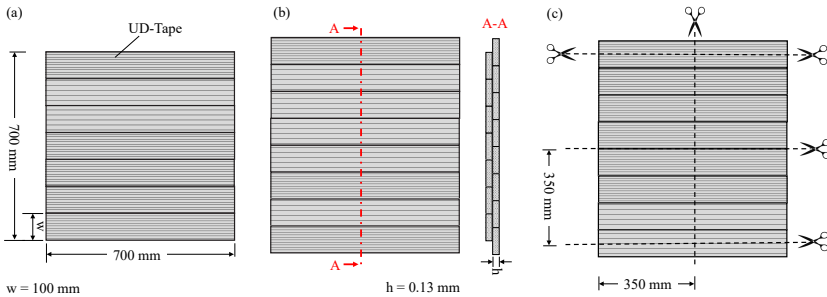 (a)
UD-Tape
700 mm
w
700 mm
w = 100 mm
(b)
A
A-A
A
h
h = 0.13 mm
(c)
350 mm
350 mm